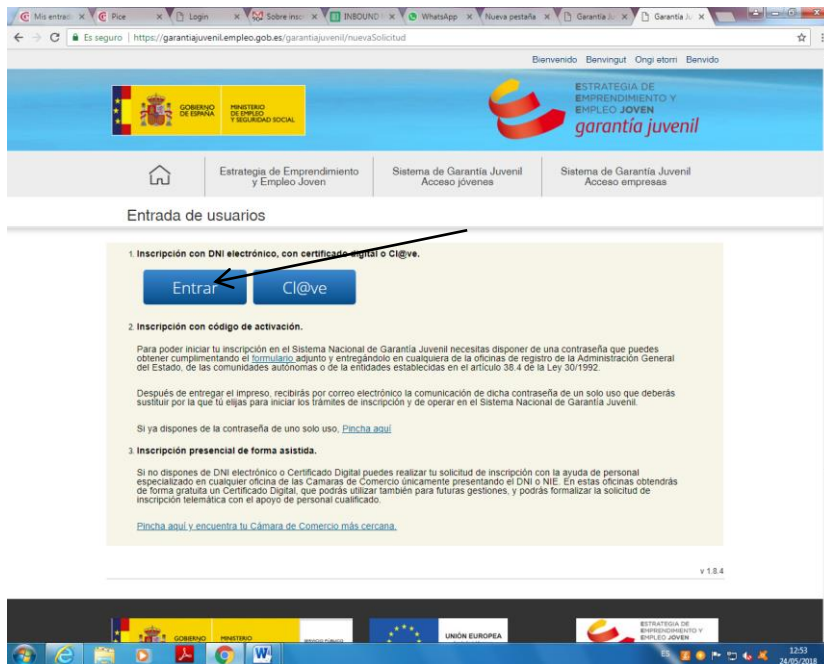 Mis entrad
Pice
Login
Sobre insc
INBOUND
WhatsApp
Nueva pestaña
Garantía Ju
Garantía Ju
Es seguro | https://garantiajuvenil.empleo.gob.es/garantiajuvenil/nuevaSolicitud
Bienvenido Benvingut Ongi etorri Benvido
GOBIERNO DE ESPAÑA
MINISTERIO DE EMPLEO Y SEGURIDAD SOCIAL
ESTRATEGIA DE
EMPRENDIMIENTO Y
EMPLEO JOVEN
garantía juvenil
Estrategia de Emprendimiento
y Empleo Joven
Sistema de Garantía Juvenil
Acceso jóvenes
Sistema de Garantía Juvenil
Acceso empresas
Entrada de usuarios
1. Inscripción con DNI electrónico, con certificado digital o Cl@ve.
Entrar
Cl@ve
2. Inscripción con código de activación.
Para poder iniciar tu inscripción en el Sistema Nacional de Garantía Juvenil necesitas disponer de una contraseña que puedes
obtener cumplimentando el formulario adjunto y entregándolo en cualquiera de la oficinas de registro de la Administración General
del Estado, de las comunidades autónomas o de la entidades establecidas en el artículo 38.4 de la Ley 30/1992.
Después de entregar el impreso, recibirás por correo electrónico la comunicación de dicha contraseña de un solo uso que deberás
sustituir por la que tú elijas para iniciar los trámites de inscripción y de operar en el Sistema Nacional de Garantía Juvenil.
Si ya dispones de la contraseña de uno solo uso, Pincha aquí
3. Inscripción presencial de forma asistida.
Si no dispones de DNI electrónico o Certificado Digital puedes realizar tu solicitud de inscripción con la ayuda de personal
especializado en cualquier oficina de las Camaras de Comercio únicamente presentando el DNI o NIE. En estas oficinas obtendrás
de forma gratuita un Certificado Digital, que podrás utilizar también para futuras gestiones, y podrás formalizar la solicitud de
inscripción telemática con el apoyo de personal cualificado.
Pincha aquí y encuentra tu Cámara de Comercio más cercana.
v 1.8.4
GOBIERNO
MINISTERIO
UNIÓN EUROPEA
ESTRATEGIA DE
EMPRENDIMIENTO Y
EMPLEO JOVEN
ES
12:53
24/05/2018